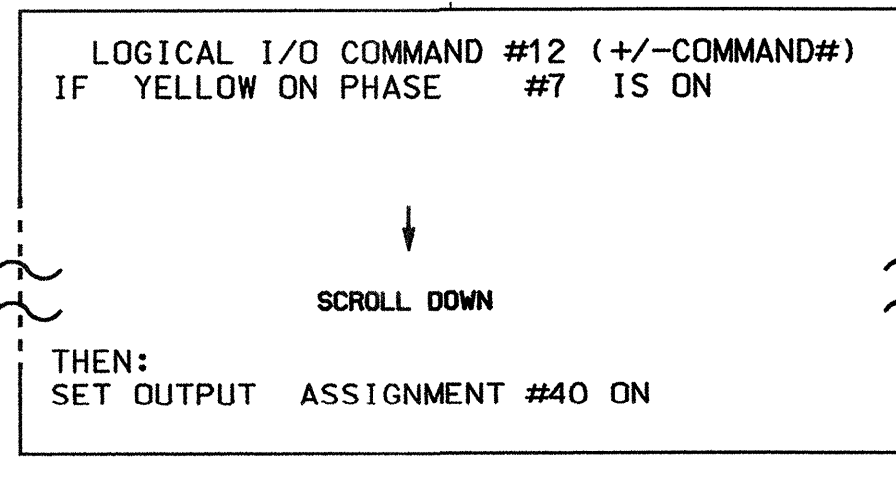 LOGICAL I/O COMMAND #12 (+/-COMMAND#)
IF YELLOW ON PHASE #7 IS ON
SCROLL DOWN
THEN:
SET OUTPUT ASSIGNMENT #40 ON